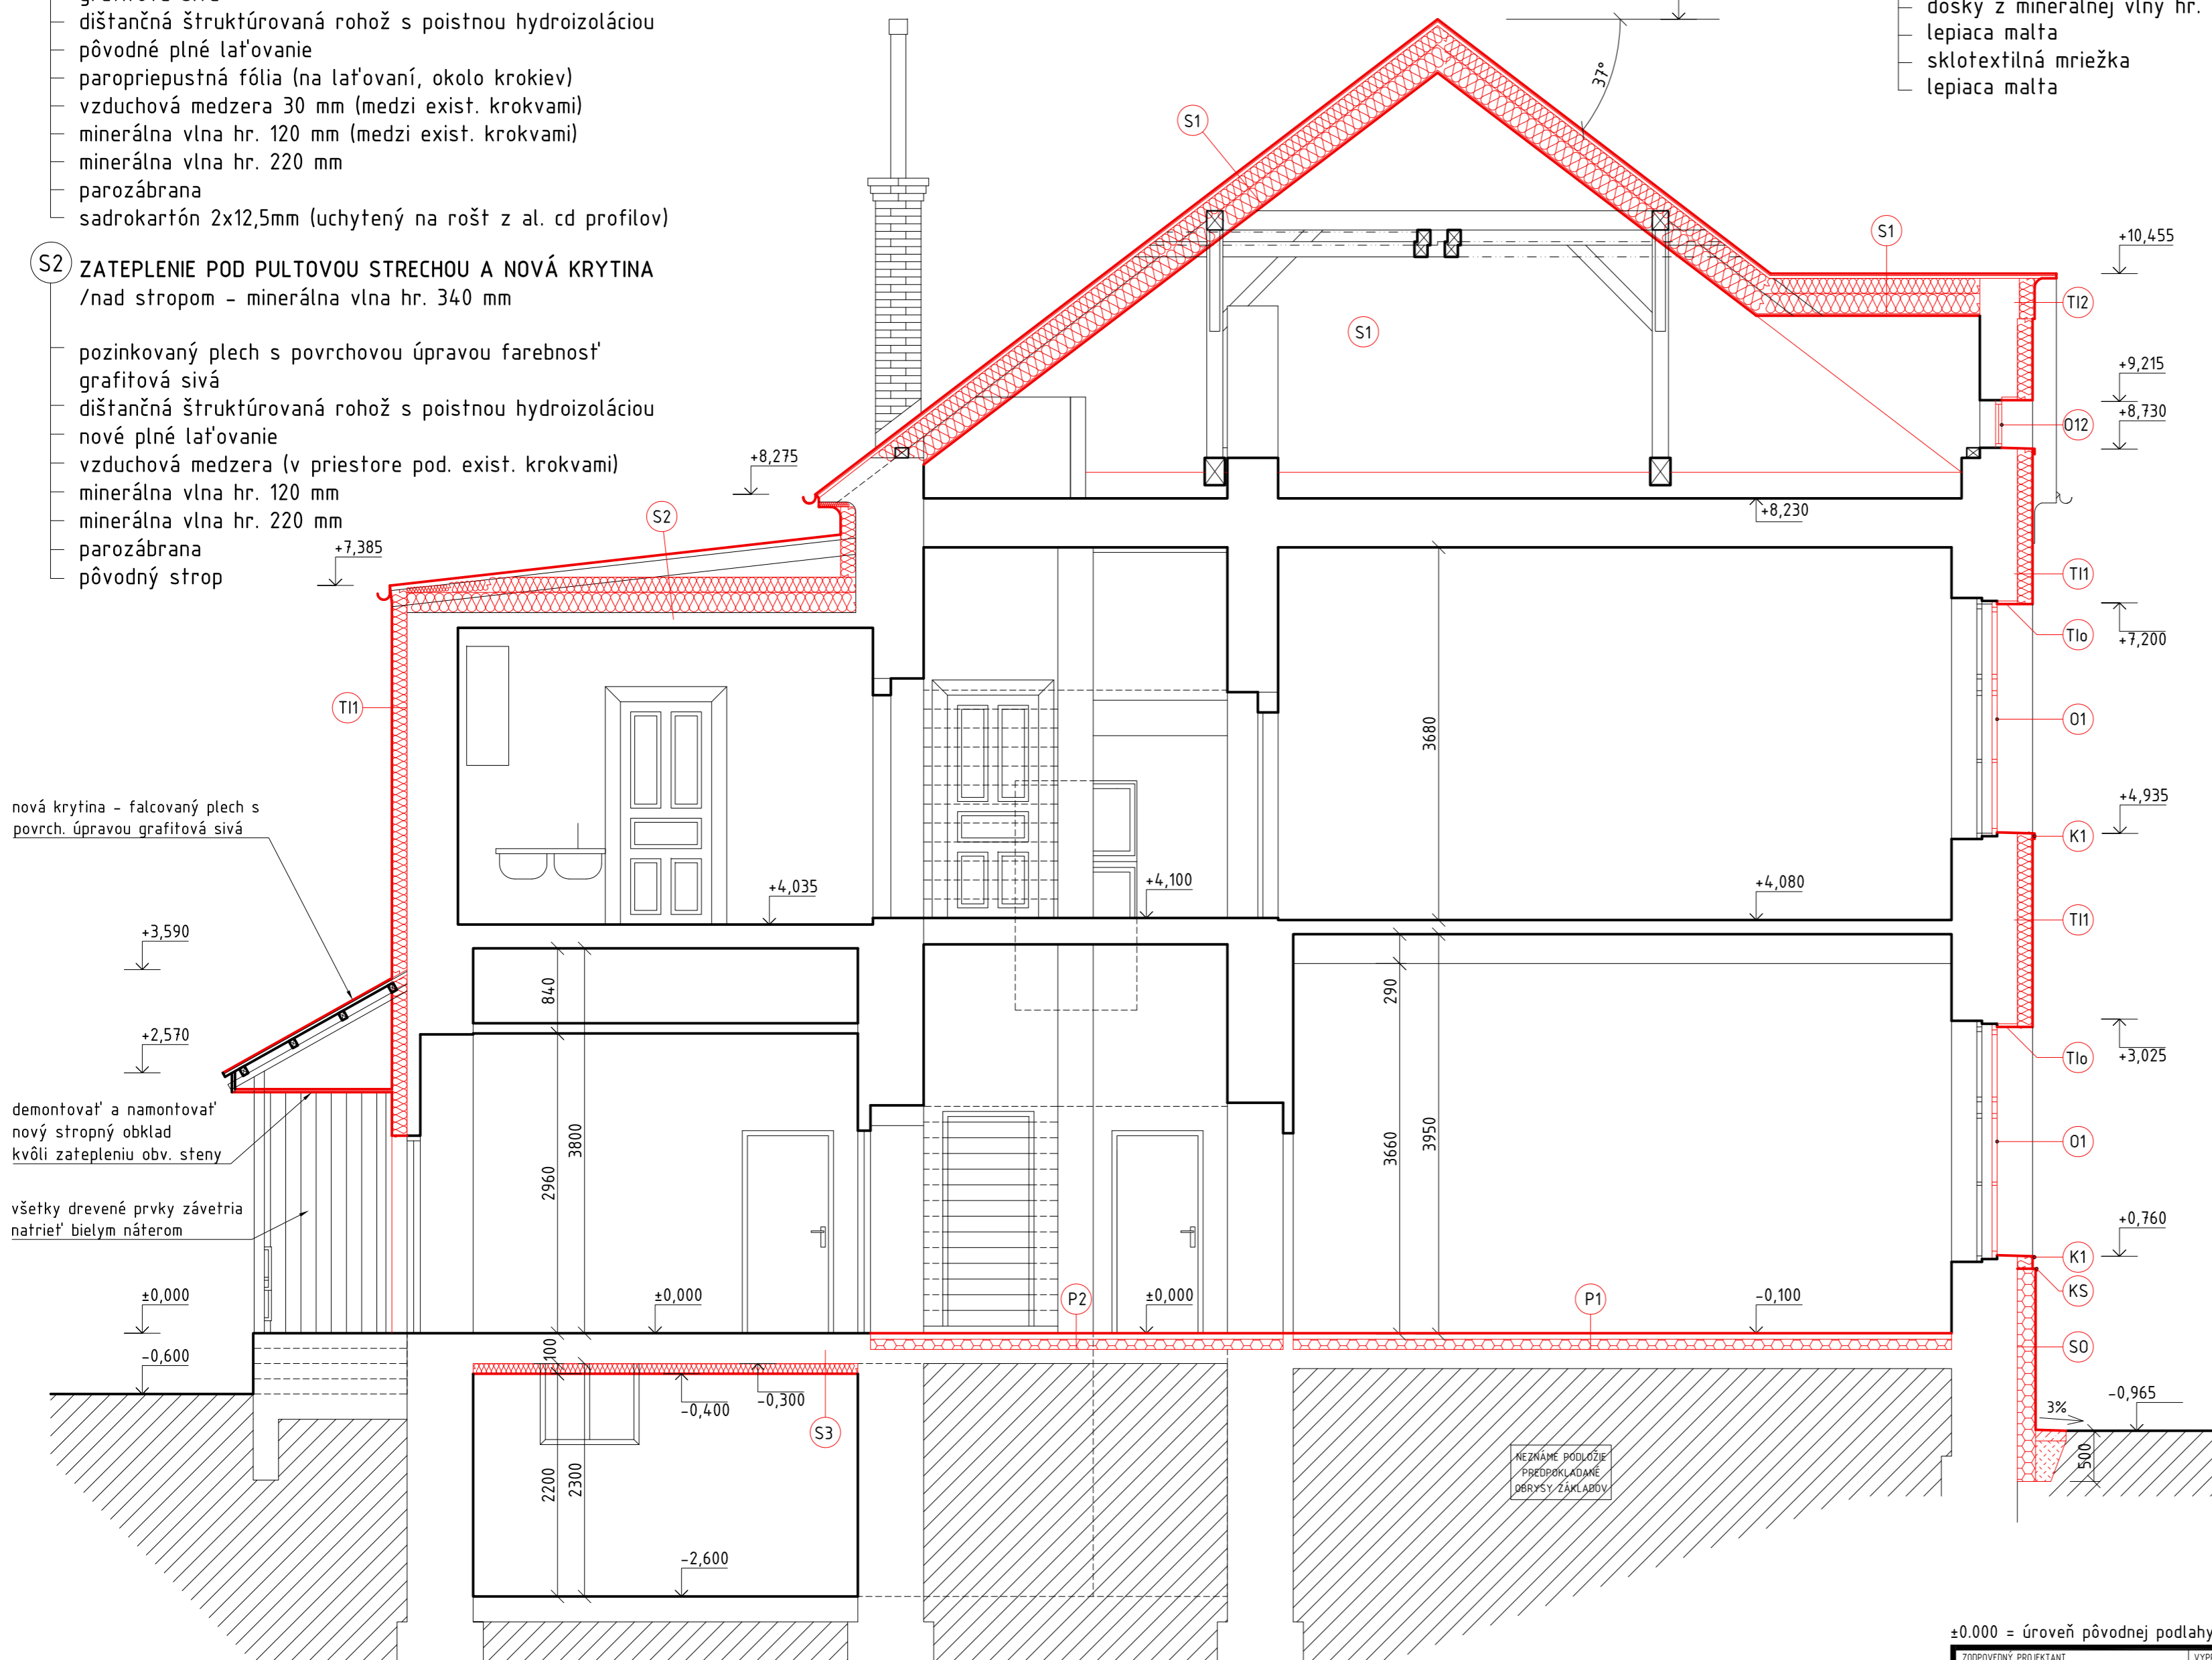 grafitová sivá
dištančná štruktúrovaná rohož s poistnou hydroizoláciou
pôvodné plné laťovanie
paropriepustná fólia (na laťovaní, okolo krokiev)
vzduchová medzera 30 mm (medzi exist. krokvami)
minerálna vlna hr. 120 mm (medzi exist. krokvami)
minerálna vlna hr. 220 mm
parozábrana
sadrokartón 2x12,5mm (uchytený na rošt z al. cd profilov)
S2 ZATEPLENIE POD PULTOVOU STRECHOU A NOVÁ KRYTINA
/nad stropom - minerálna vlna hr. 340 mm
pozinkovaný plech s povrchovou úpravou farebnosť
grafitová sivá
dištančná štruktúrovaná rohož s poistnou hydroizoláciou
nové plné laťovanie
vzduchová medzera (v priestore pod. exist. krokvami)
minerálna vlna hr. 120 mm
minerálna vlna hr. 220 mm
parozábrana
pôvodný strop
dosky z minerálnej vlny hr.
lepiaca malta
sklotextilná mriežka
lepiaca malta
37°
S1
S1
S1
S2
+8,275
+7,385
+10,455
TI2
+9,215
+8,730
O12
+8,230
TI1
TIo
+7,200
TI1
3680
O1
+4,935
K1
nová krytina - falcovaný plech s
povrch. úpravou grafitová sivá
+4,035
+4,100
+4,080
TI1
+3,590
840
290
+2,570
TIo
+3,025
demontovať a namontovať
nový stropný obklad
kvôli zatepleniu obv. steny
2960
3800
3660
3950
O1
všetky drevené prvky závetria
natrieť bielym náterom
+0,760
K1
±0,000
±0,000
P2
±0,000
P1
-0,100
KS
-0,600
100
SO
-0,400
-0,300
S3
-0,965
3%
500
2200
2300
NEZNÁME PODLOŽIE
PREDPOKLADANÉ
OBRYSY ZÁKLADOV
-2,600
±0.000 = úroveň pôvodnej podlahy
ZODPOVEDNÝ PROJEKTANT